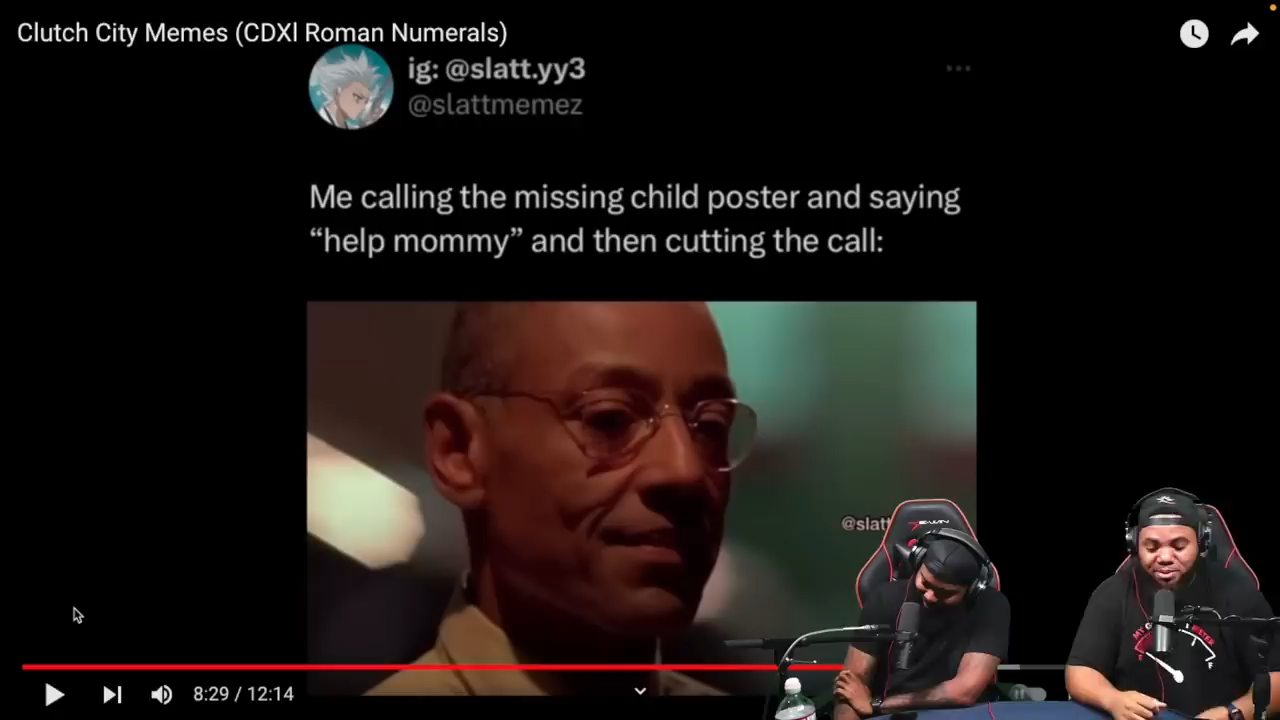 Clutch City Memes (CDXl Roman Numerals)
ig: @slatt.yy3
@slattmemez
Me calling the missing child poster and saying
“help mommy” and then cutting the call:
@slatt
8:29 / 12:14